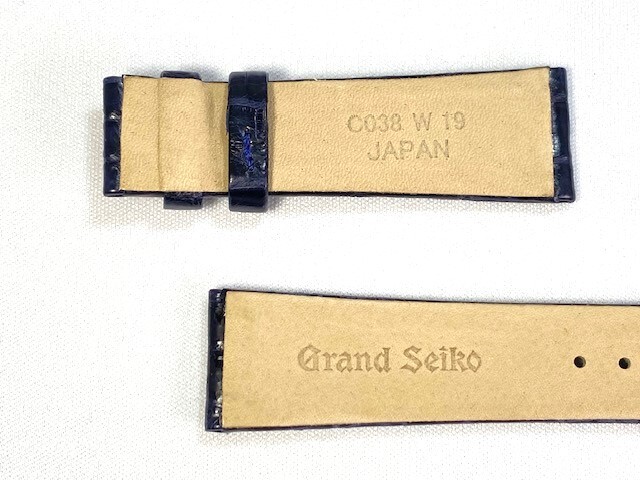 C038 W 19
JAPAN
Grand Seiko